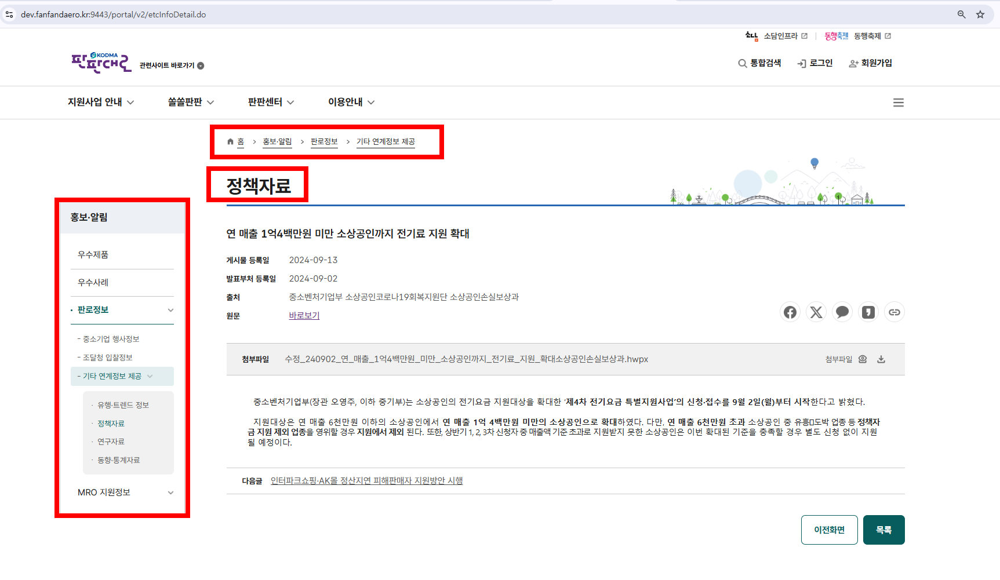 dev.fanfandaero.kr:9443/portal/v2/etcInfoDetail.do
소담 소담인프라 동행축제 동행축제
KODMA
판판대로 관련사이트 바로가기
통합검색 로그인 회원가입
지원사업 안내 쏠쏠판판 판판센터 이용안내
홈 > 홍보·알림 > 판로정보 > 기타 연계정보 제공
정책자료
홍보·알림
우수제품
우수사례
· 판로정보
- 중소기업 행사정보
- 조달청 입찰정보
- 기타 연계정보 제공
· 유행·트렌드 정보
· 정책자료
· 연구자료
· 동향·통계자료
MRO 지원정보
연 매출 1억4백만원 미만 소상공인까지 전기료 지원 확대
게시물 등록일 2024-09-13
발표부처 등록일 2024-09-02
출처 중소벤처기업부 소상공인코로나19회복지원단 소상공인손실보상과
원문 바로보기
첨부파일 수정_240902_연_매출_1억4백만원_미만_소상공인까지_전기료_지원_확대소상공인손실보상과.hwpx 첨부파일
중소벤처기업부(장관 오영주, 이하 중기부)는 소상공인의 전기요금 지원대상을 확대한 ‘제4차 전기요금 특별지원사업’의 신청·접수를 9월 2일(월)부터 시작한다고 밝혔다.
지원대상은 연 매출 6천만원 이하의 소상공인에서 연 매출 1억 4백만원 미만의 소상공인으로 확대하였다. 다만, 연 매출 6천만원 초과 소상공인 중 유흥□도박 업종 등 정책자
금 지원 제외 업종을 영위할 경우 지원에서 제외 된다. 또한, 상반기 1, 2, 3차 신청자 중 매출액 기준 초과로 지원받지 못한 소상공인은 이번 확대된 기준을 충족할 경우 별도 신청 없이 지원
될 예정이다.
다음글 인터파크쇼핑·AK몰 정산지연 피해판매자 지원방안 시행
이전화면 목록